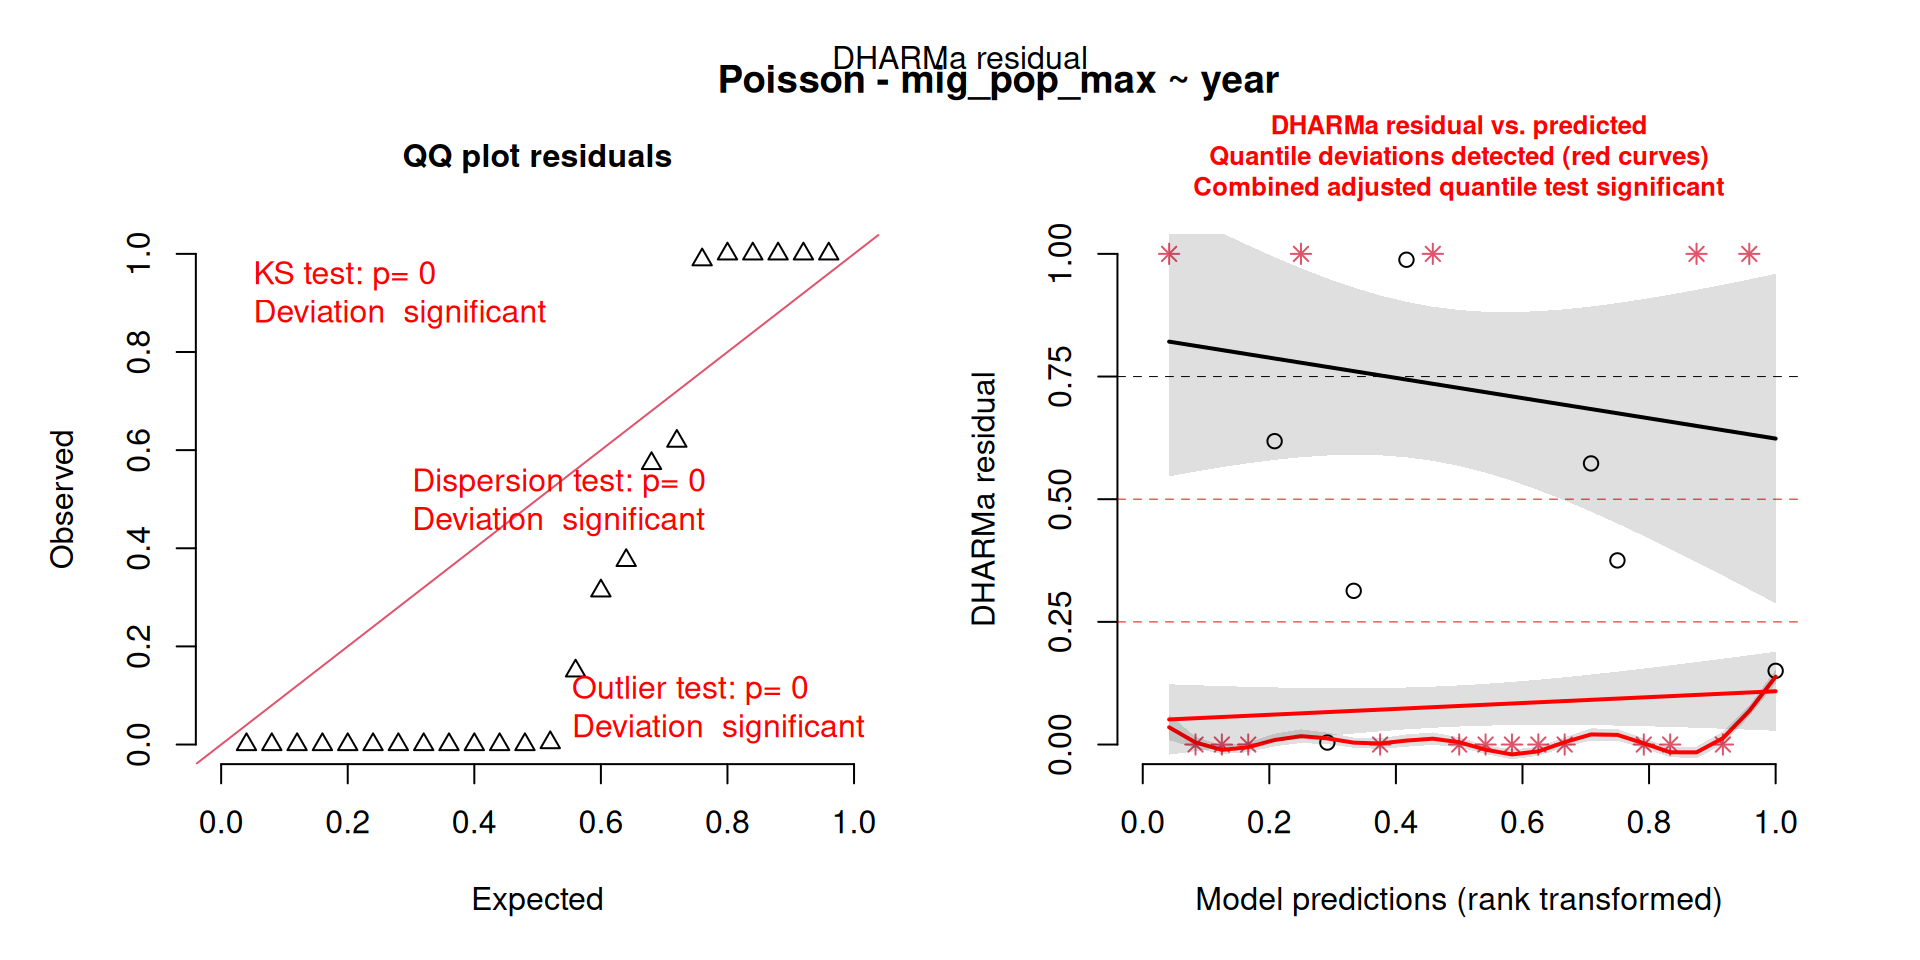 DHARMa residual
Poisson - mig_pop_max ~ year
QQ plot residuals
KS test: p= 0
Deviation  significant
Dispersion test: p= 0
Deviation  significant
Outlier test: p= 0
Deviation  significant
Observed
0.0 0.2 0.4 0.6 0.8 1.0
0.0 0.2 0.4 0.6 0.8 1.0
Expected
DHARMa residual vs. predicted
Quantile deviations detected (red curves)
Combined adjusted quantile test significant
DHARMa residual
0.00 0.25 0.50 0.75 1.00
0.0 0.2 0.4 0.6 0.8 1.0
Model predictions (rank transformed)